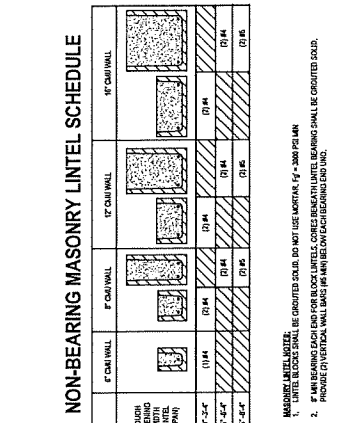 NON-BEARING MASONRY LINTEL SCHEDULE
6" CMU WALL
8" CMU WALL
12" CMU WALL
16" CMU WALL
(1) #4
(2) #4
(2) #4
(2) #4
(2) #4
(2) #4
(2) #4
(2) #5
(2) #5
(2) #5
MASONRY LINTEL NOTES:
1. LINTEL BLOCKS SHALL BE GROUTED SOLID, DO NOT USE MORTAR, Fg' = 3000 PSI MIN
2. 8" MIN BEARING EACH END FOR BLOCK LINTELS. CORES BENEATH LINTEL BEARING SHALL BE GROUTED SOLID.
PROVIDE (2) VERTICAL WALL BARS (#5 MIN) BELOW EACH BEARING END UNO.